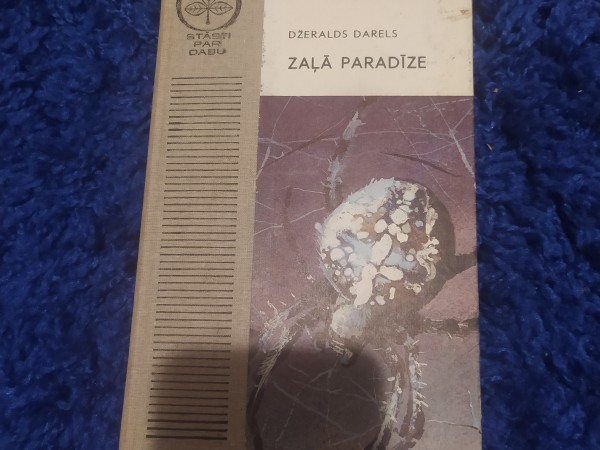 STĀSTI
PAR
DABU
DŽERALDS DARELS
ZAĻĀ PARADĪZE